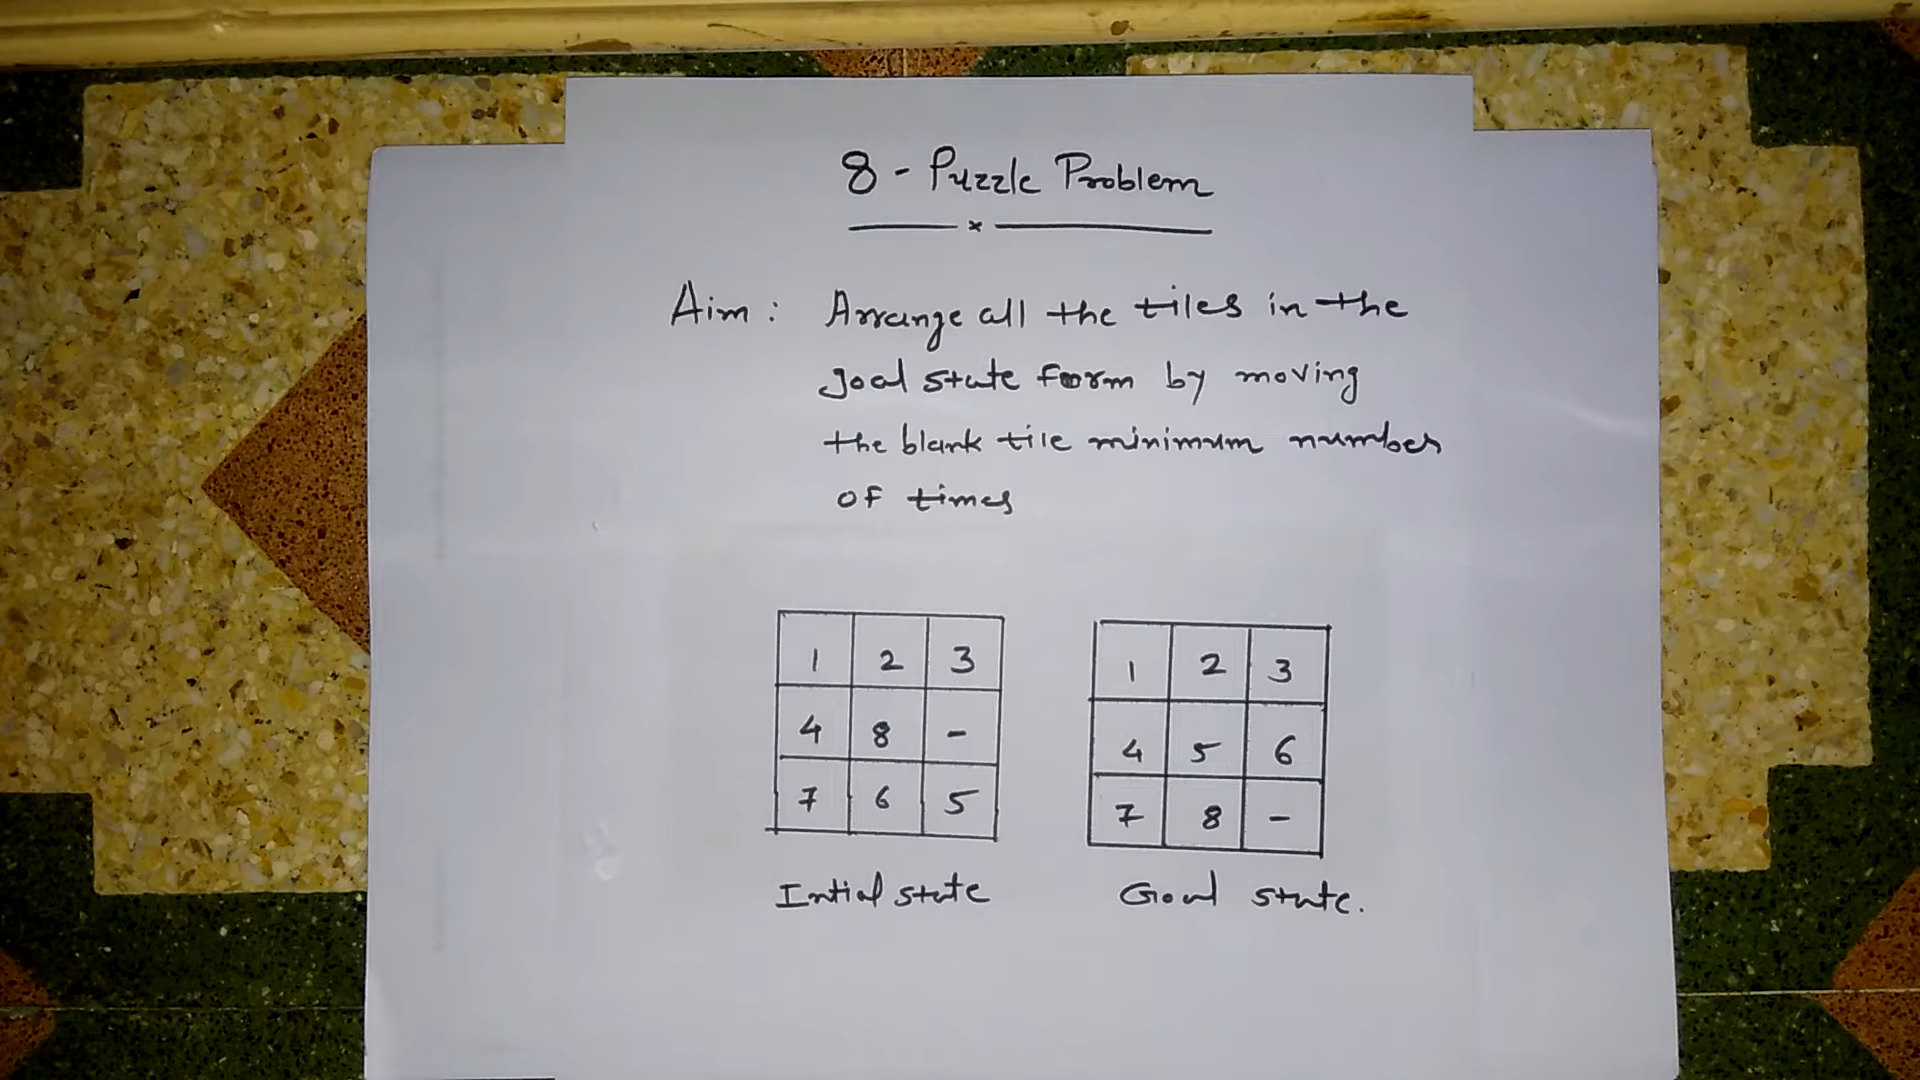 8 - Puzzle Problem
Aim : Arrange all the tiles in the
goal state form by moving
the blank tile minimum number
of times
1 2 3
4 8 -
7 6 5
1 2 3
4 5 6
7 8 -
Intial state
Goal state.